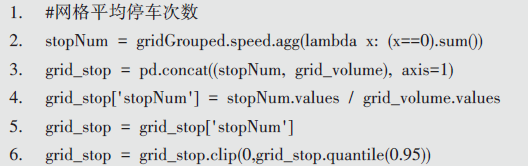 1. #网格平均停车次数
2. stopNum = gridGrouped.speed.agg(lambda x: (x==0).sum())
3. grid_stop = pd.concat((stopNum, grid_volume), axis=1)
4. grid_stop['stopNum'] = stopNum.values / grid_volume.values
5. grid_stop = grid_stop['stopNum']
6. grid_stop = grid_stop.clip(0,grid_stop.quantile(0.95))